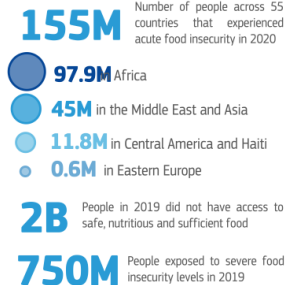 155M
Number of people across 55
countries that experienced
acute food insecurity in 2020
97.9M in Africa
45M in the Middle East and Asia
11.8M in Central America and Haiti
0.6M in Eastern Europe
2B
People in 2019 did not have access to
safe, nutritious and sufficient food
750M
People exposed to severe food
insecurity levels in 2019